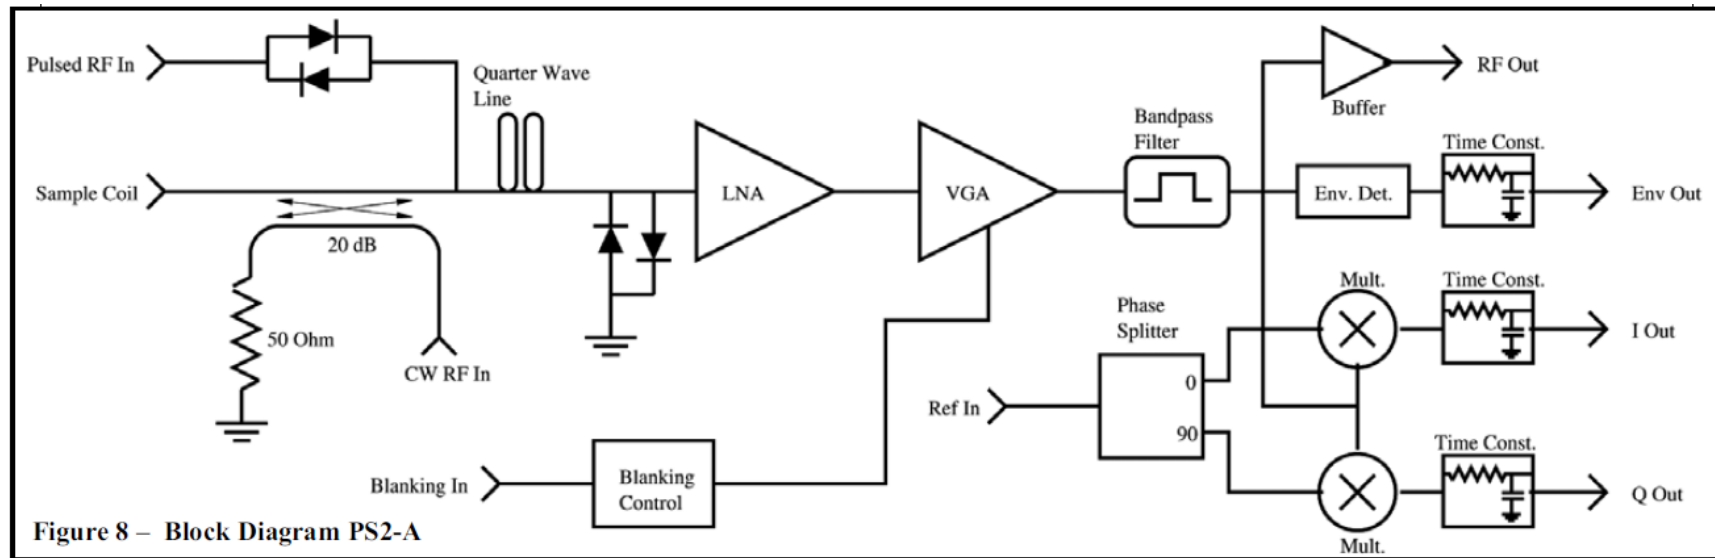 Pulsed RF In
Quarter Wave
Line
Sample Coil
20 dB
50 Ohm
CW RF In
LNA
VGA
Bandpass
Filter
Buffer
RF Out
Env. Det.
Time Const.
Env Out
Phase
Splitter
0
90
Ref In
Mult.
Time Const.
I Out
Mult.
Time Const.
Q Out
Blanking In
Blanking
Control
Figure 8 – Block Diagram PS2-A